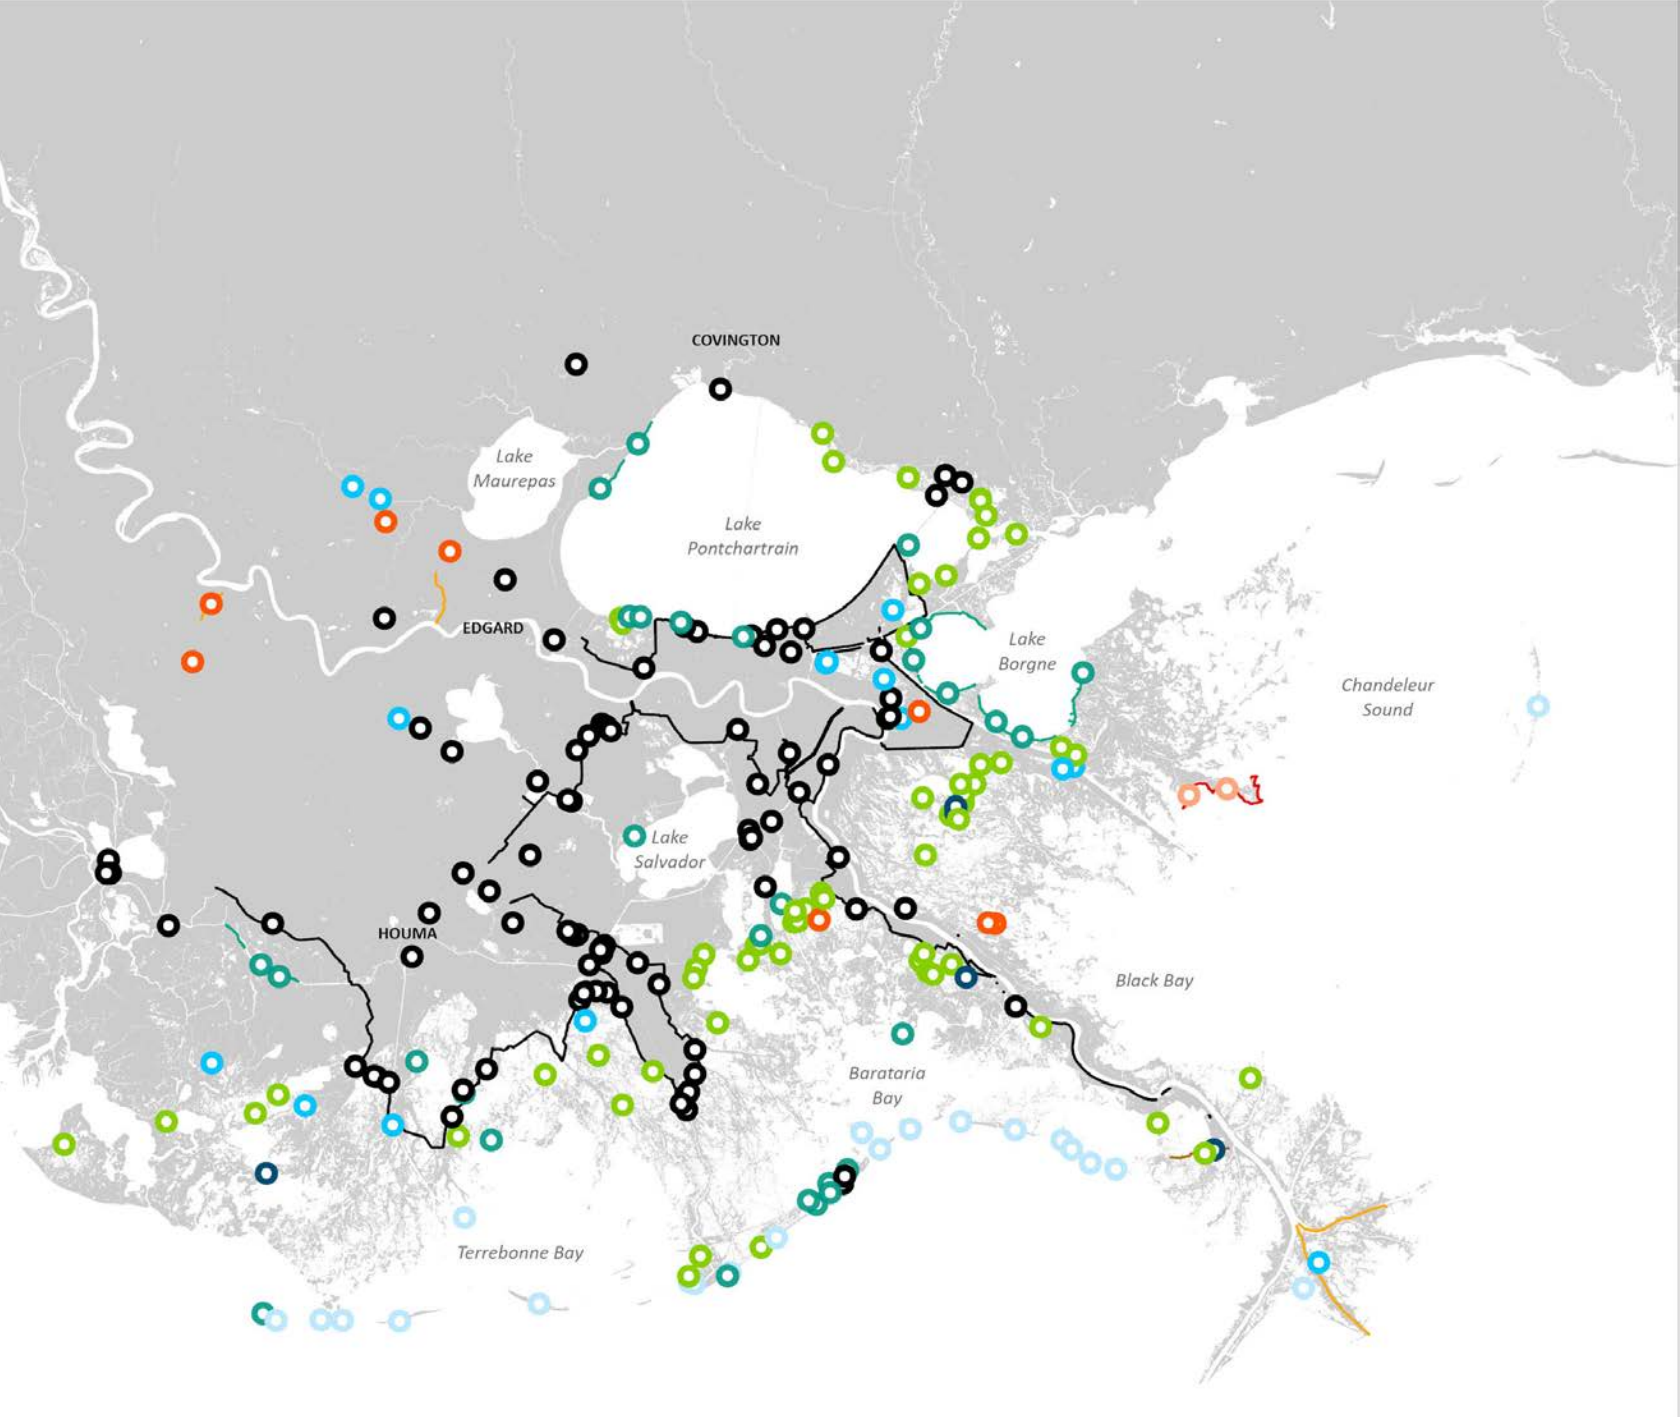 COVINGTON
Lake
Maurepas
Lake
Pontchartrain
EDGARD
Lake
Borgne
Chandeleur
Sound
Lake
Salvador
HOUMA
Black Bay
Barataria
Bay
Terrebonne Bay